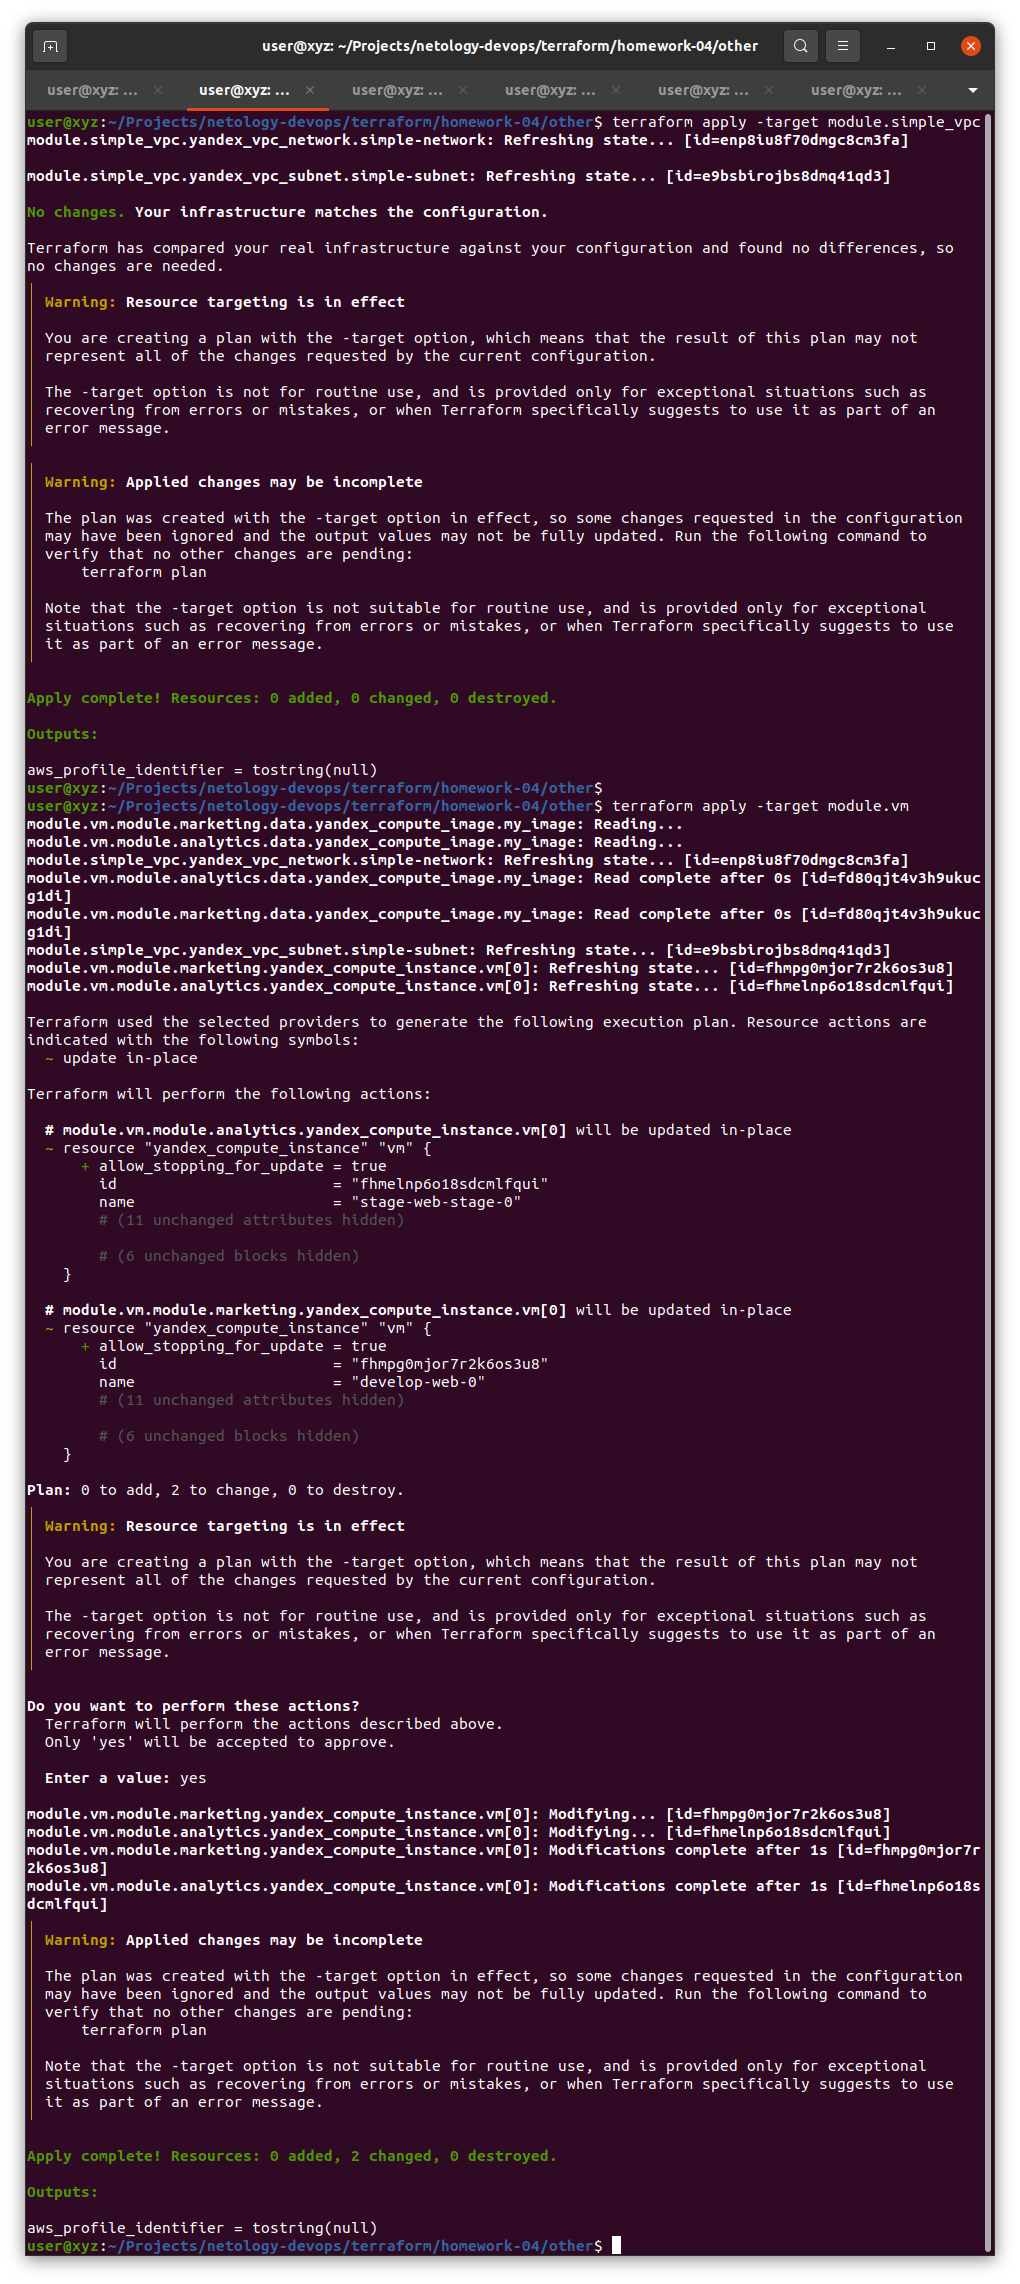 user@xyz: ~/Projects/netology-devops/terraform/homework-04/other
user@xyz: ... × user@xyz: ... × user@xyz: ... × user@xyz: ... × user@xyz: ... × user@xyz: ... ×
user@xyz:~/Projects/netology-devops/terraform/homework-04/other$ terraform apply -target module.simple_vpc
module.simple_vpc.yandex_vpc_network.simple-network: Refreshing state... [id=enp8iu8f70dmgc8cm3fa]
module.simple_vpc.yandex_vpc_subnet.simple-subnet: Refreshing state... [id=e9bsbirojbs8dmq41qd3]
No changes. Your infrastructure matches the configuration.
Terraform has compared your real infrastructure against your configuration and found no differences, so
no changes are needed.
Warning: Resource targeting is in effect
You are creating a plan with the -target option, which means that the result of this plan may not
represent all of the changes requested by the current configuration.
The -target option is not for routine use, and is provided only for exceptional situations such as
recovering from errors or mistakes, or when Terraform specifically suggests to use it as part of an
error message.
Warning: Applied changes may be incomplete
The plan was created with the -target option in effect, so some changes requested in the configuration
may have been ignored and the output values may not be fully updated. Run the following command to
verify that no other changes are pending:
terraform plan
Note that the -target option is not suitable for routine use, and is provided only for exceptional
situations such as recovering from errors or mistakes, or when Terraform specifically suggests to use
it as part of an error message.
Apply complete! Resources: 0 added, 0 changed, 0 destroyed.
Outputs:
aws_profile_identifier = tostring(null)
user@xyz:~/Projects/netology-devops/terraform/homework-04/other$
user@xyz:~/Projects/netology-devops/terraform/homework-04/other$ terraform apply -target module.vm
module.vm.module.marketing.data.yandex_compute_image.my_image: Reading...
module.vm.module.analytics.data.yandex_compute_image.my_image: Reading...
module.simple_vpc.yandex_vpc_network.simple-network: Refreshing state... [id=enp8iu8f70dmgc8cm3fa]
module.vm.module.analytics.data.yandex_compute_image.my_image: Read complete after 0s [id=fd80qjt4v3h9ukuc
g1di]
module.vm.module.marketing.data.yandex_compute_image.my_image: Read complete after 0s [id=fd80qjt4v3h9ukuc
g1di]
module.simple_vpc.yandex_vpc_subnet.simple-subnet: Refreshing state... [id=e9bsbirojbs8dmq41qd3]
module.vm.module.marketing.yandex_compute_instance.vm[0]: Refreshing state... [id=fhmpg0mjor7r2k6os3u8]
module.vm.module.analytics.yandex_compute_instance.vm[0]: Refreshing state... [id=fhmelnp6o18sdcmlfqui]
Terraform used the selected providers to generate the following execution plan. Resource actions are
indicated with the following symbols:
~ update in-place
Terraform will perform the following actions:
# module.vm.module.analytics.yandex_compute_instance.vm[0] will be updated in-place
~ resource "yandex_compute_instance" "vm" {
+ allow_stopping_for_update = true
id = "fhmelnp6o18sdcmlfqui"
name = "stage-web-stage-0"
# (11 unchanged attributes hidden)
# (6 unchanged blocks hidden)
}
# module.vm.module.marketing.yandex_compute_instance.vm[0] will be updated in-place
~ resource "yandex_compute_instance" "vm" {
+ allow_stopping_for_update = true
id = "fhmpg0mjor7r2k6os3u8"
name = "develop-web-0"
# (11 unchanged attributes hidden)
# (6 unchanged blocks hidden)
}
Plan: 0 to add, 2 to change, 0 to destroy.
Warning: Resource targeting is in effect
You are creating a plan with the -target option, which means that the result of this plan may not
represent all of the changes requested by the current configuration.
The -target option is not for routine use, and is provided only for exceptional situations such as
recovering from errors or mistakes, or when Terraform specifically suggests to use it as part of an
error message.
Do you want to perform these actions?
Terraform will perform the actions described above.
Only 'yes' will be accepted to approve.
Enter a value: yes
module.vm.module.marketing.yandex_compute_instance.vm[0]: Modifying... [id=fhmpg0mjor7r2k6os3u8]
module.vm.module.analytics.yandex_compute_instance.vm[0]: Modifying... [id=fhmelnp6o18sdcmlfqui]
module.vm.module.marketing.yandex_compute_instance.vm[0]: Modifications complete after 1s [id=fhmpg0mjor7r
2k6os3u8]
module.vm.module.analytics.yandex_compute_instance.vm[0]: Modifications complete after 1s [id=fhmelnp6o18s
dcmlfqui]
Warning: Applied changes may be incomplete
The plan was created with the -target option in effect, so some changes requested in the configuration
may have been ignored and the output values may not be fully updated. Run the following command to
verify that no other changes are pending:
terraform plan
Note that the -target option is not suitable for routine use, and is provided only for exceptional
situations such as recovering from errors or mistakes, or when Terraform specifically suggests to use
it as part of an error message.
Apply complete! Resources: 0 added, 2 changed, 0 destroyed.
Outputs:
aws_profile_identifier = tostring(null)
user@xyz:~/Projects/netology-devops/terraform/homework-04/other$